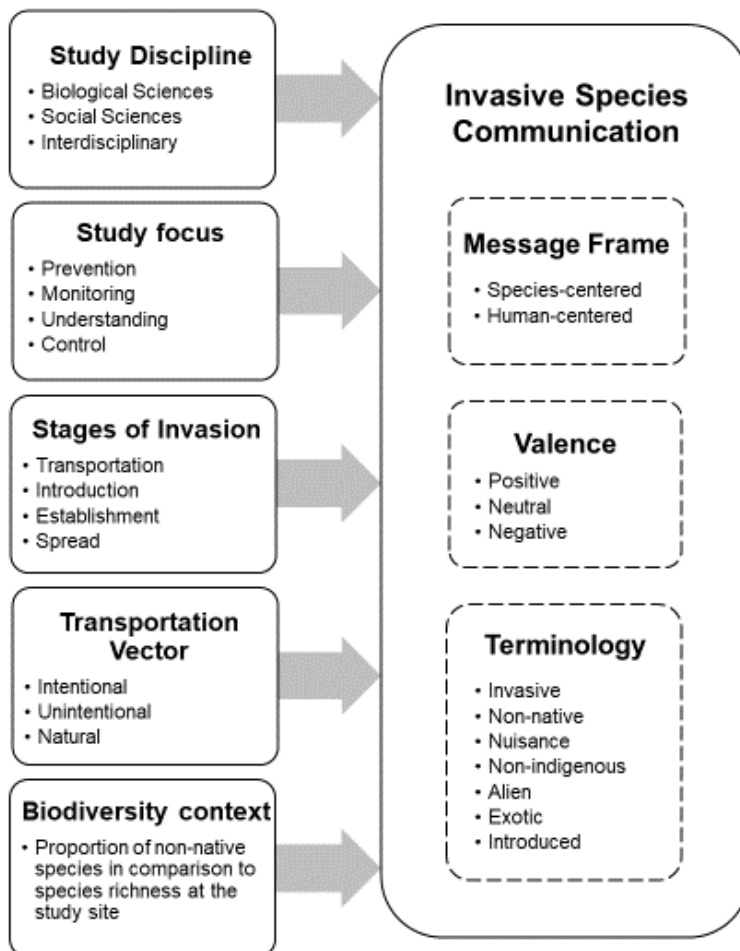 Study Discipline
• Biological Sciences
• Social Sciences
• Interdisciplinary
Study focus
• Prevention
• Monitoring
• Understanding
• Control
Stages of Invasion
• Transportation
• Introduction
• Establishment
• Spread
Transportation
Vector
• Intentional
• Unintentional
• Natural
Biodiversity context
• Proportion of non-native
species in comparison to
species richness at the
study site
Invasive Species
Communication
Message Frame
• Species-centered
• Human-centered
Valence
• Positive
• Neutral
• Negative
Terminology
• Invasive
• Non-native
• Nuisance
• Non-indigenous
• Alien
• Exotic
• Introduced